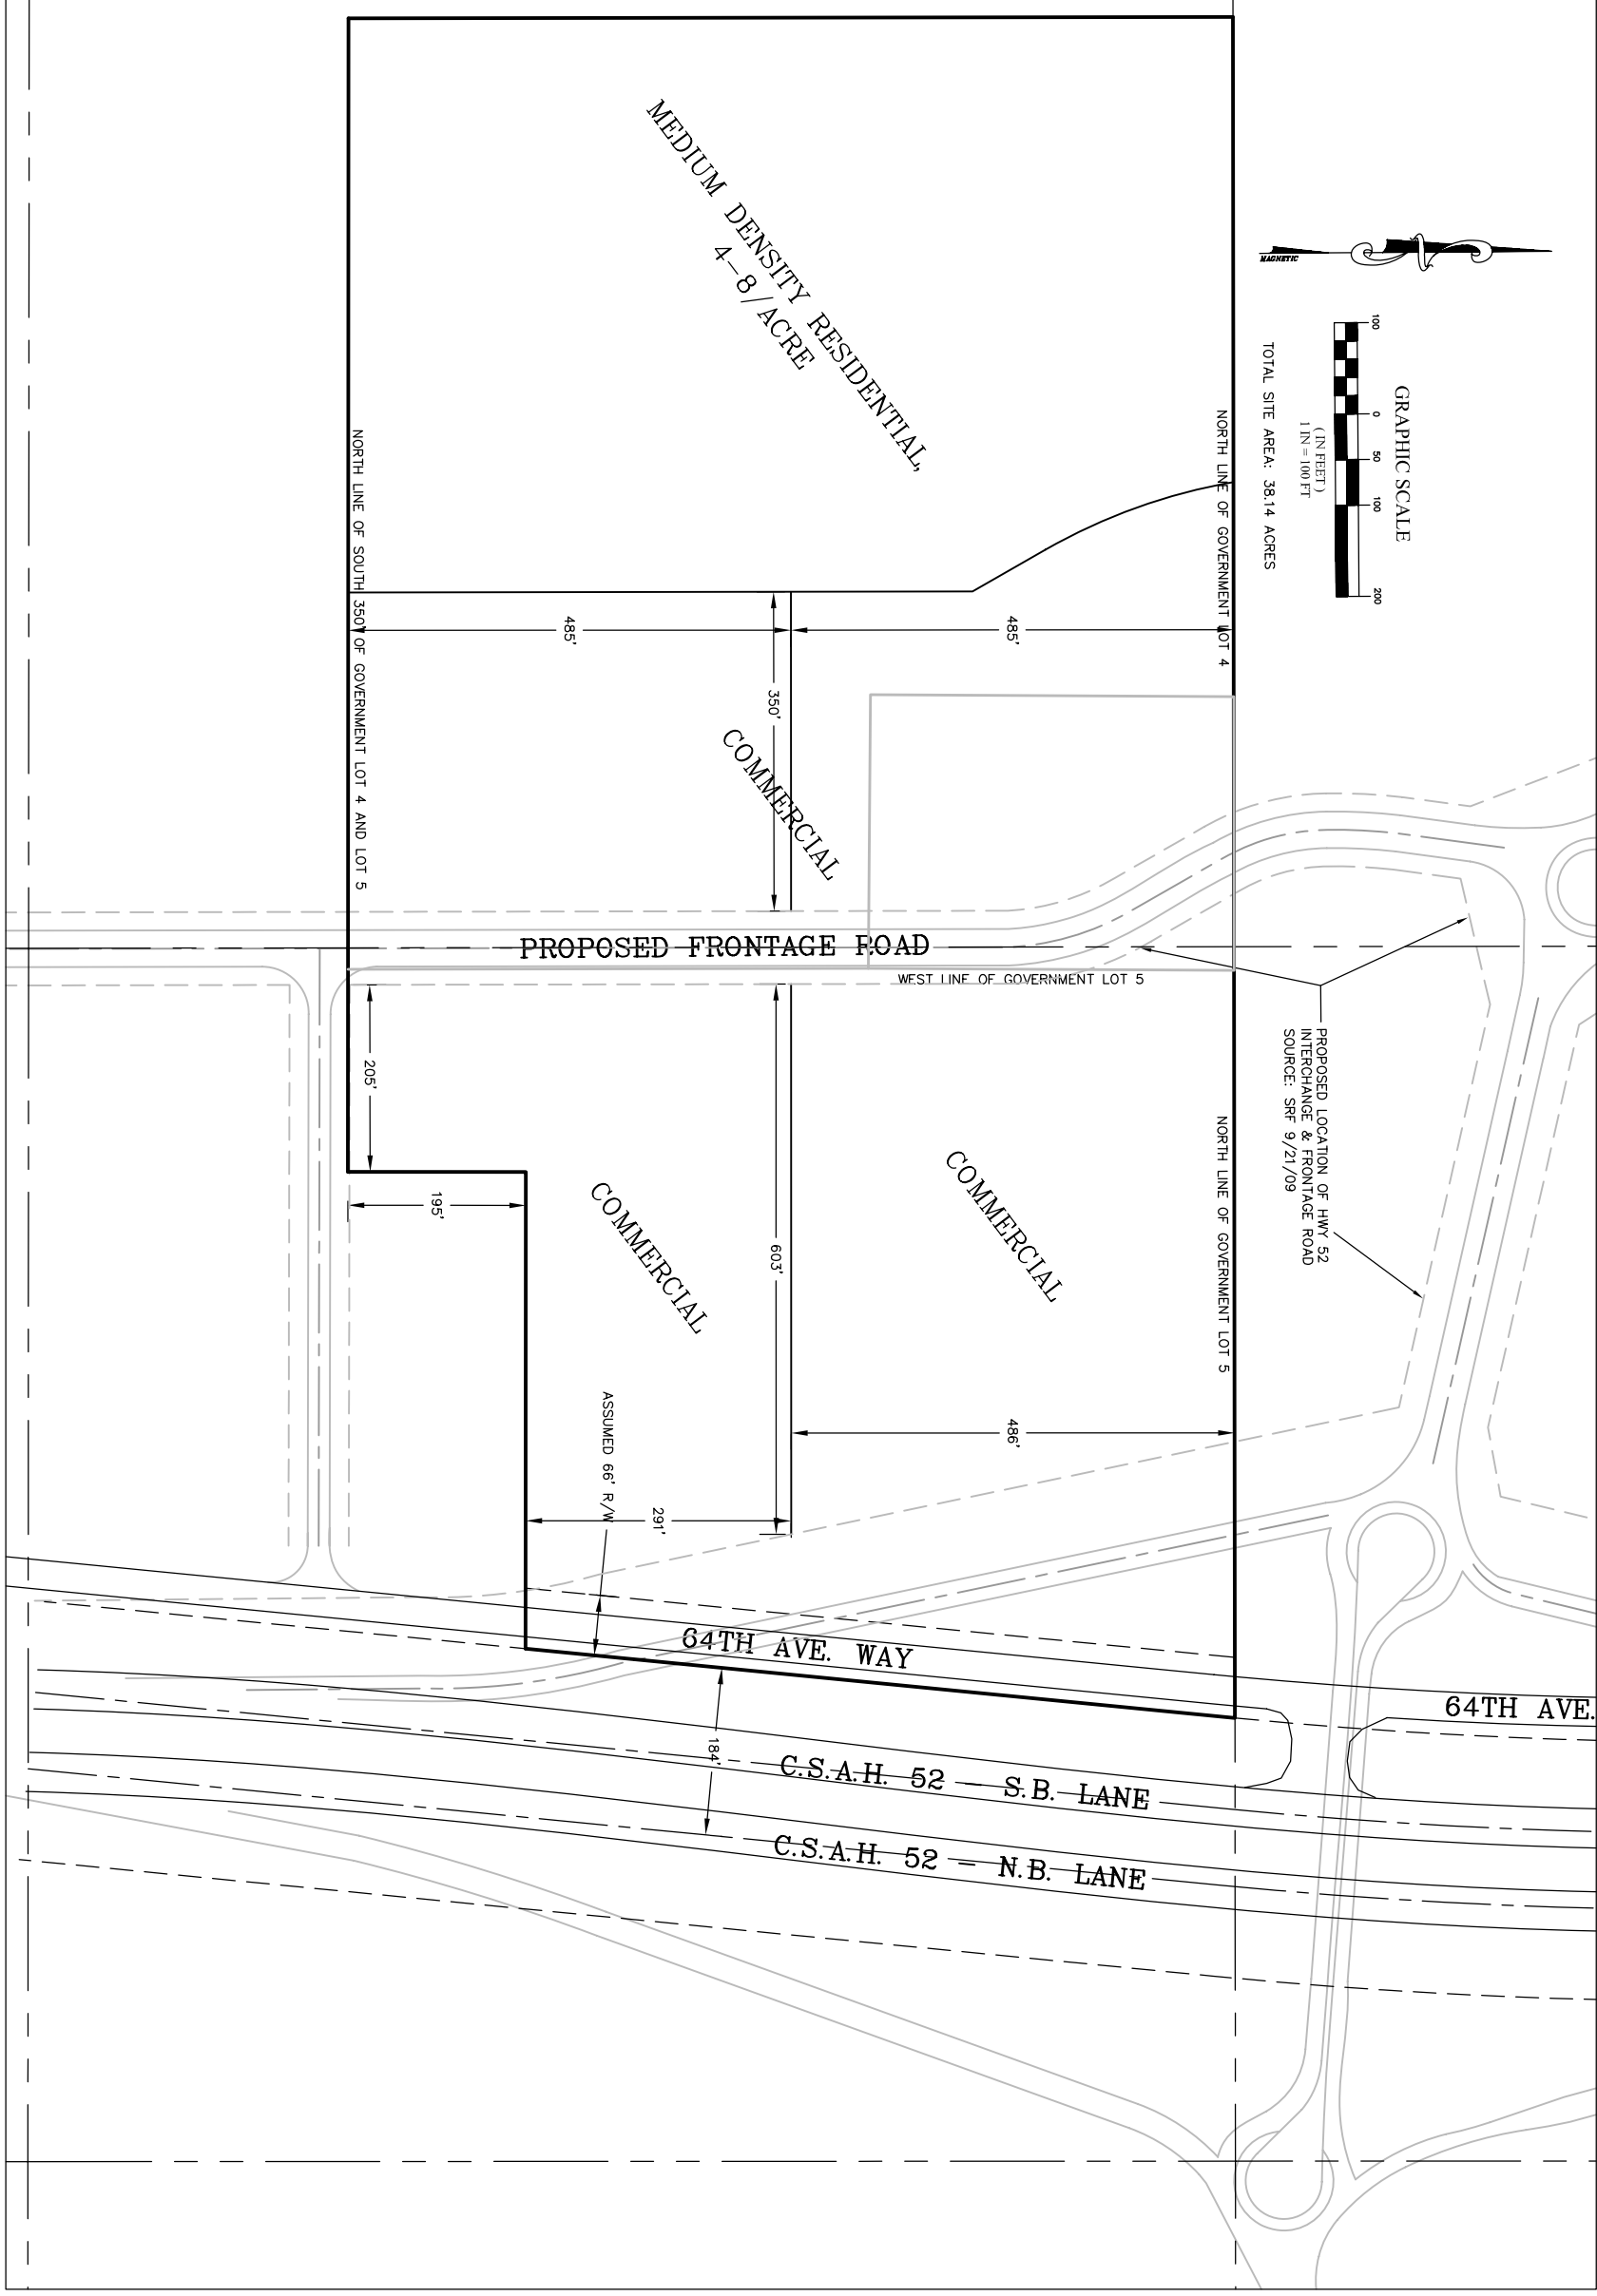 MAGNETIC
GRAPHIC SCALE
100
0
50
100
200
( IN FEET )
1 IN = 100 FT
TOTAL SITE AREA: 38.14 ACRES
MEDIUM DENSITY RESIDENTIAL,
4-8/ACRE
NORTH LINE OF GOVERNMENT LOT 4
NORTH LINE OF SOUTH 350' OF GOVERNMENT LOT 4 AND LOT 5
485'
485'
350'
COMMERCIAL
PROPOSED FRONTAGE ROAD
WEST LINE OF GOVERNMENT LOT 5
PROPOSED LOCATION OF HWY 52
INTERCHANGE & FRONTAGE ROAD
SOURCE: SRF 9/21/09
NORTH LINE OF GOVERNMENT LOT 5
205'
195'
603'
COMMERCIAL
COMMERCIAL
486'
291'
ASSUMED 66' R/W
64TH AVE. WAY
64TH AVE.
184'
C.S.A.H. 52 - S.B. LANE
C.S.A.H. 52 - N.B. LANE